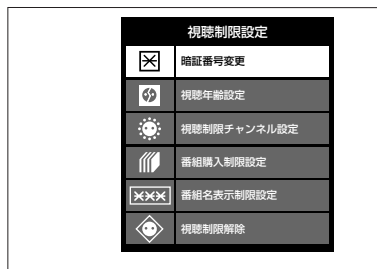 視聴制限設定
暗証番号変更
視聴年齢設定
視聴制限チャンネル設定
番組購入制限設定
番組名表示制限設定
視聴制限解除